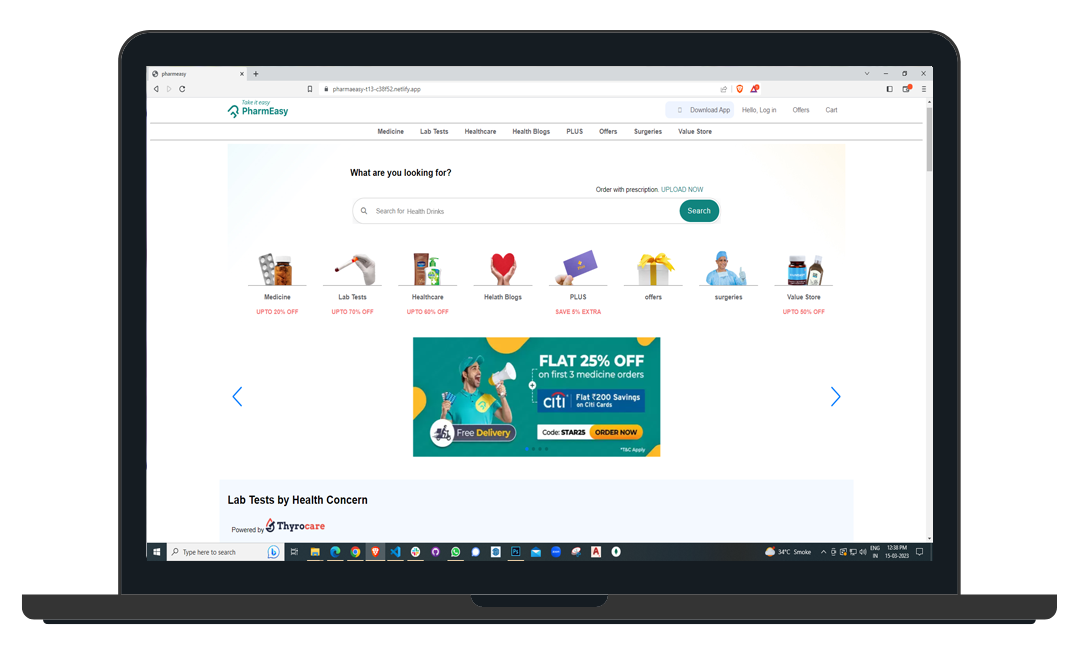 pharmeasy
pharmaeasy-t13-c38f52.netlify.app
Take it easy
PharmEasy
Download App Hello, Log in Offers Cart
Medicine Lab Tests Healthcare Health Blogs PLUS Offers Surgeries Value Store
What are you looking for?
Order with prescription. UPLOAD NOW
Search for Health Drinks Search
Medicine Lab Tests Healthcare Helath Blogs PLUS offers surgeries Value Store
UPTO 20% OFF UPTO 70% OFF UPTO 60% OFF SAVE 5% EXTRA UPTO 50% OFF
FLAT 25% OFF
on first 3 medicine orders
citi Flat ₹200 Savings
on Citi Cards
Free Delivery
Code: STAR25 ORDER NOW
*T&C Apply
Lab Tests by Health Concern
Powered by Thyrocare
Type here to search
34°C Smoke
ENG
IN
12:38 PM
15-03-2023